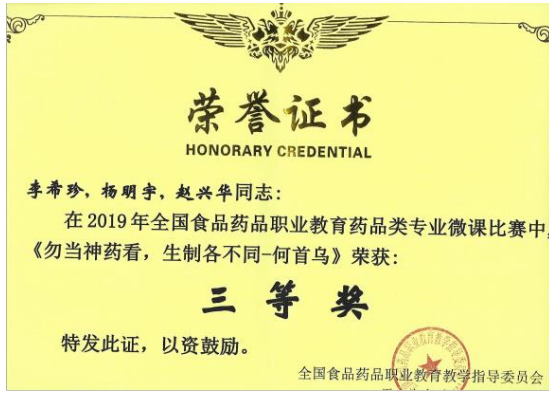 荣誉证书
HONORARY CREDENTIAL
李希珍，杨明宇，赵兴华同志：
在2019年全国食品药品职业教育药品类专业微课比赛中，
《勿当神药看，生制各不同-何首乌》荣获：
三等奖
特发此证，以资鼓励。
全国食品药品职业教育教学指导委员会